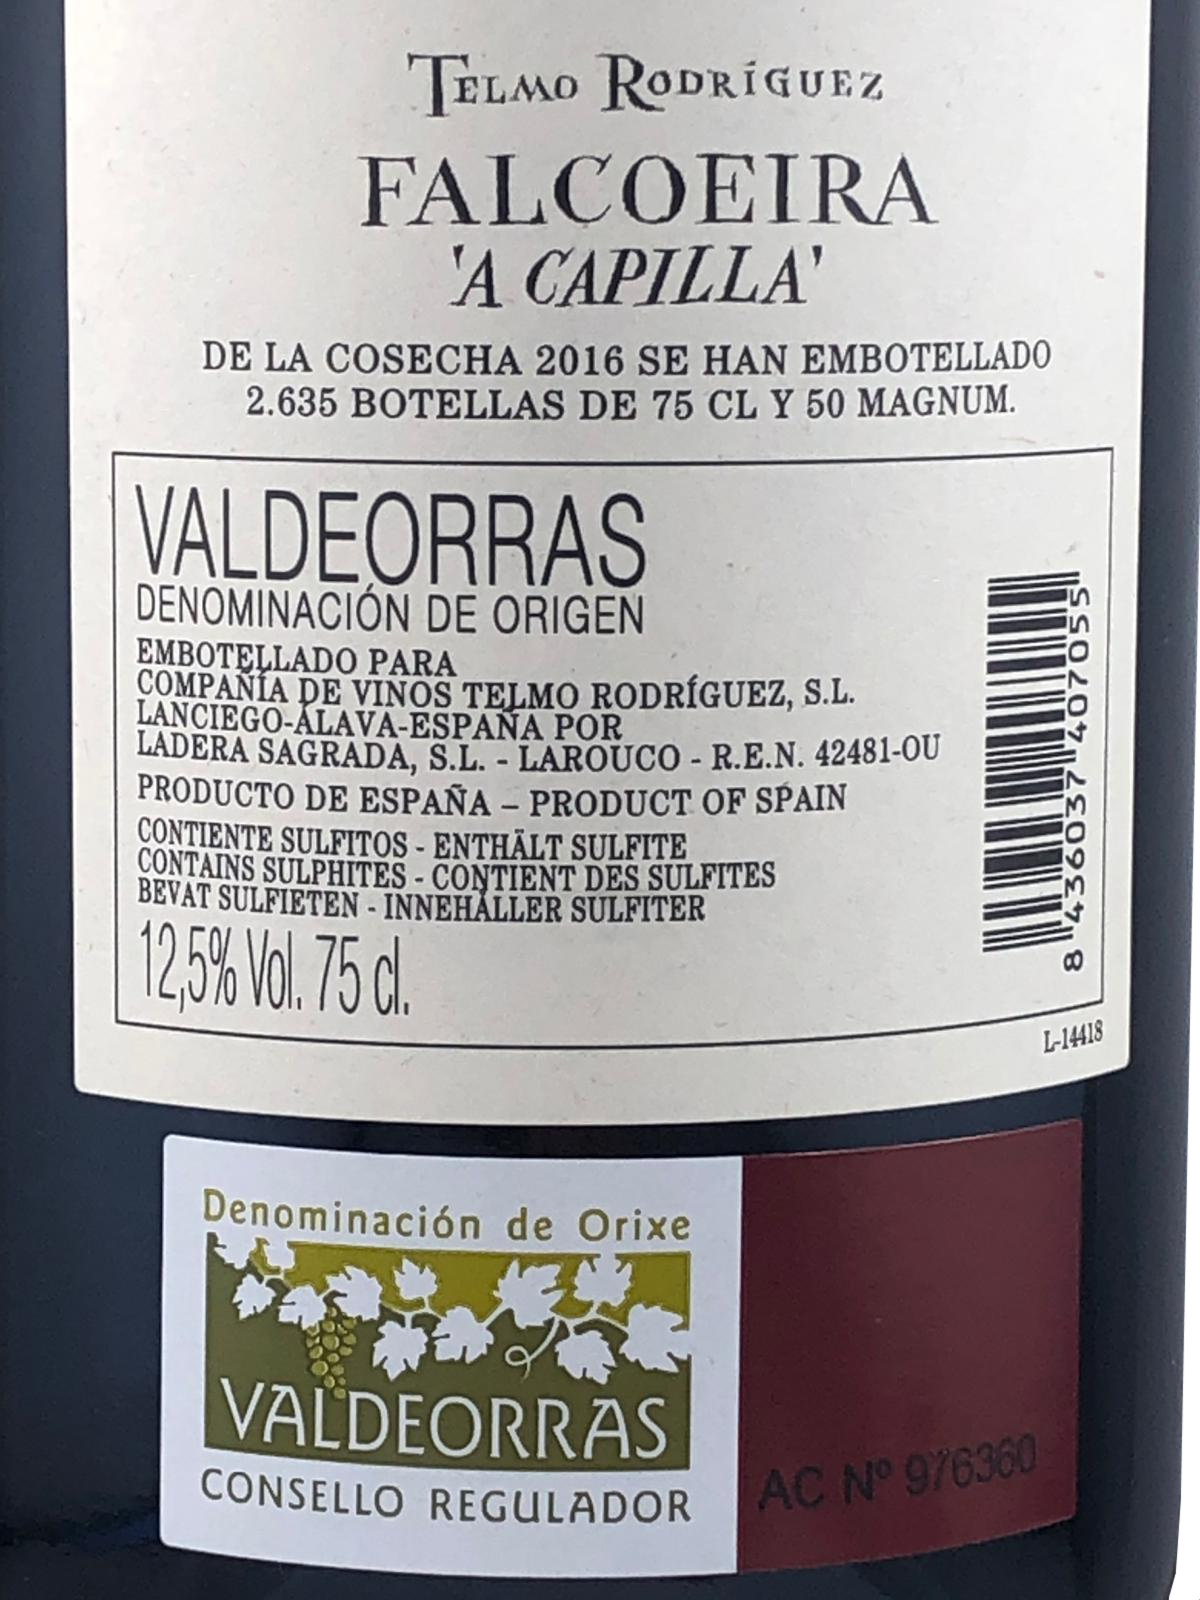 TELMO RODRÍGUEZ
FALCOEIRA
'A CAPILLA'
DE LA COSECHA 2016 SE HAN EMBOTELLADO
2.635 BOTELLAS DE 75 CL Y 50 MAGNUM.
VALDEORRAS
DENOMINACIÓN DE ORIGEN
EMBOTELLADO PARA
COMPAÑÍA DE VINOS TELMO RODRÍGUEZ, S.L.
LANCIEGO-ÁLAVA-ESPAÑA POR
LADERA SAGRADA, S.L. - LAROUCO - R.E.N. 42481-OU
PRODUCTO DE ESPAÑA – PRODUCT OF SPAIN
CONTIENTE SULFITOS - ENTHÄLT SULFITE
CONTAINS SULPHITES - CONTIENT DES SULFITES
BEVAT SULFIETEN - INNEHÅLLER SULFITER
12,5% Vol. 75 cl.
8 436037 407055
L-14418
Denominación de Orixe
VALDEORRAS
CONSELLO REGULADOR
AC Nº 976360